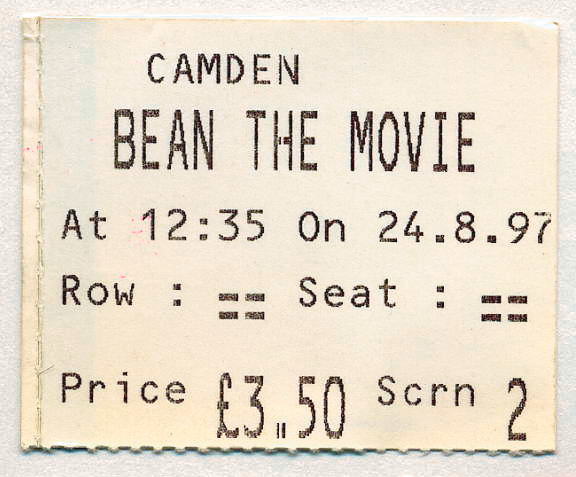 CAMDEN
BEAN THE MOVIE
At 12:35 On 24.8.97
Row : == Seat : ==
Price £3.50 Scrn 2